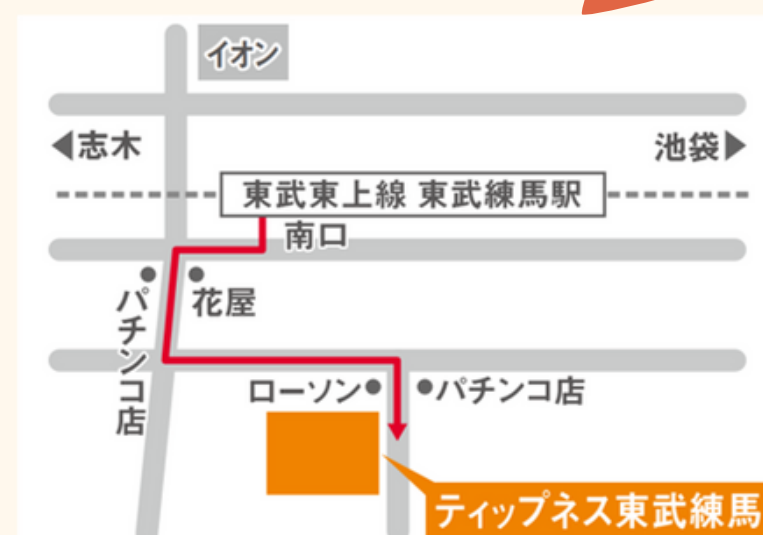 イオン
◀志木
池袋▶
東武東上線 東武練馬駅
南口
パチンコ店
花屋
ローソン
パチンコ店
ティップネス東武練馬